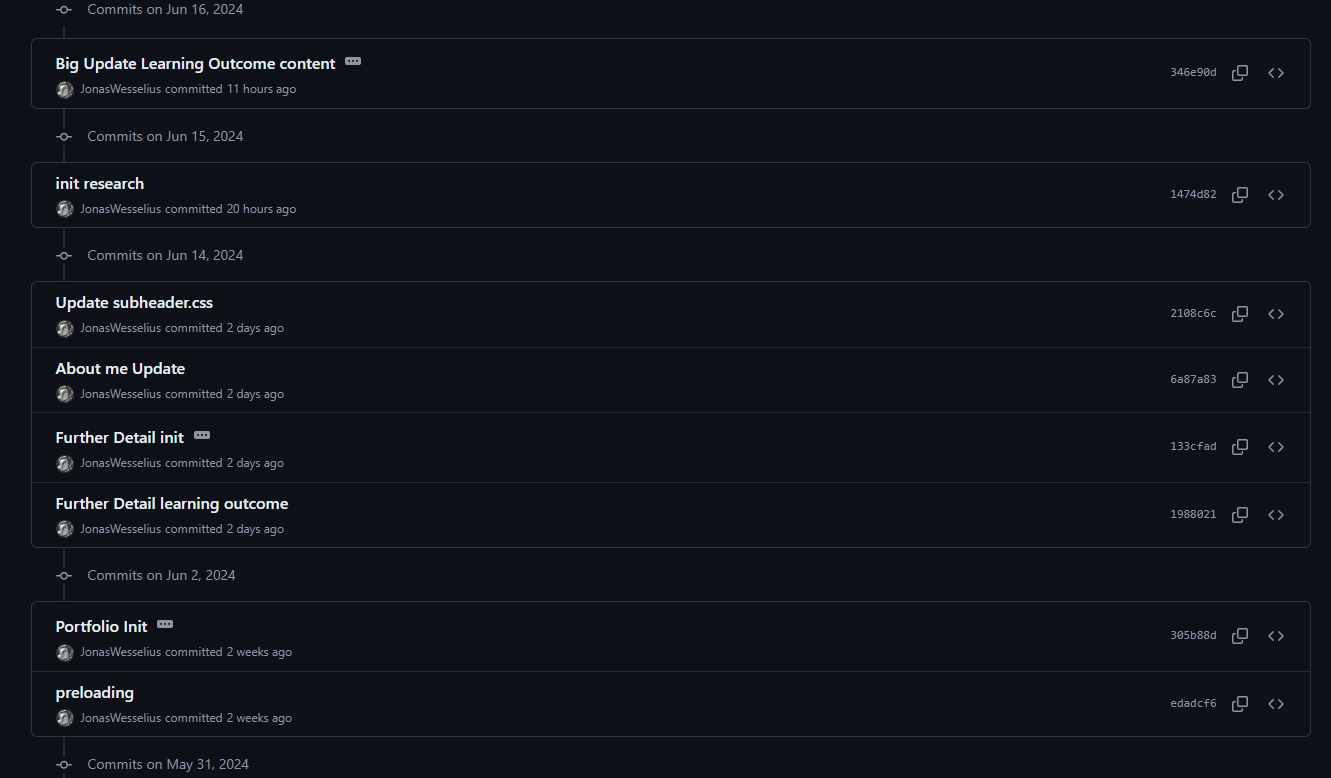 Commits on Jun 16, 2024
Big Update Learning Outcome content
346e90d
JonasWesselius committed 11 hours ago
Commits on Jun 15, 2024
init research
1474d82
JonasWesselius committed 20 hours ago
Commits on Jun 14, 2024
Update subheader.css
2108c6c
JonasWesselius committed 2 days ago
About me Update
6a87a83
JonasWesselius committed 2 days ago
Further Detail init
133cfad
JonasWesselius committed 2 days ago
Further Detail learning outcome
1988021
JonasWesselius committed 2 days ago
Commits on Jun 2, 2024
Portfolio Init
305b88d
JonasWesselius committed 2 weeks ago
preloading
edadcf6
JonasWesselius committed 2 weeks ago
Commits on May 31, 2024